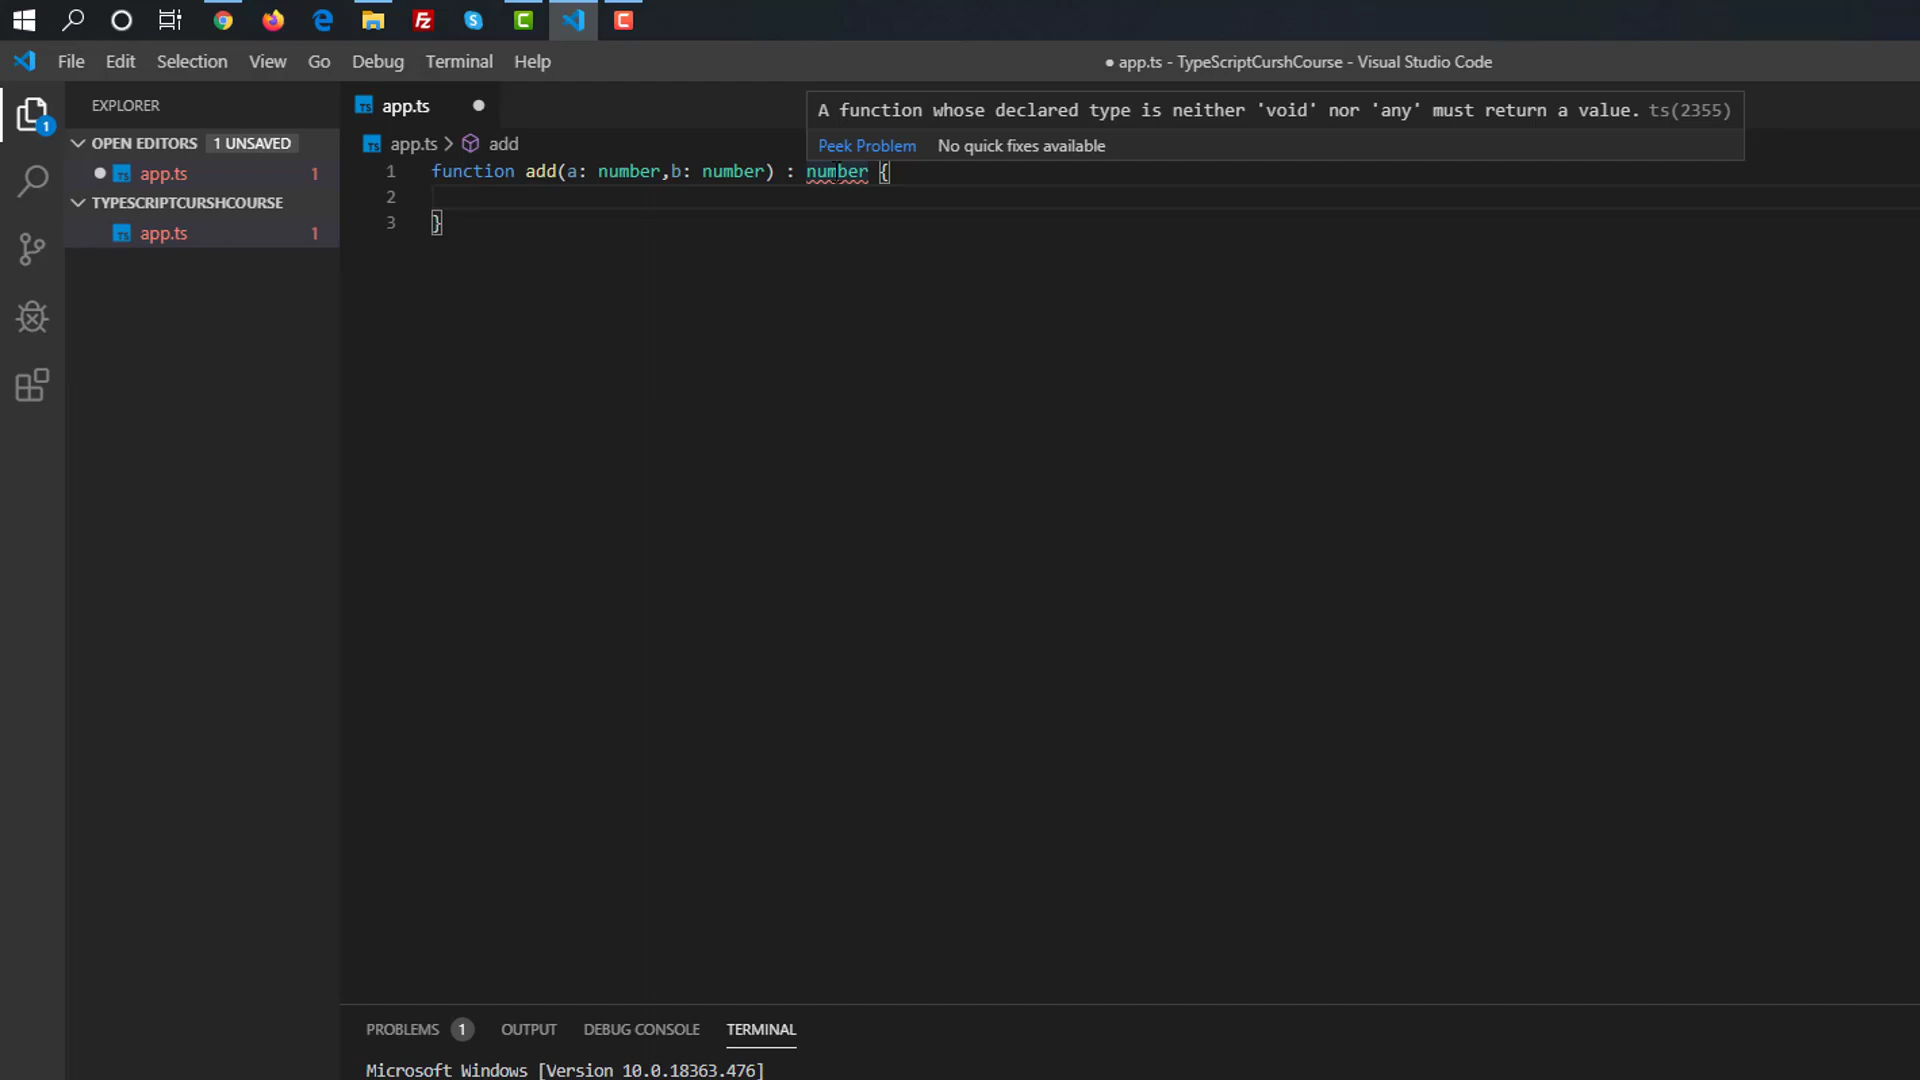 File Edit Selection View Go Debug Terminal Help
● app.ts - TypeScriptCurshCourse - Visual Studio Code
EXPLORER
OPEN EDITORS 1 UNSAVED
app.ts 1
TYPESCRIPTCURSHCOURSE
app.ts 1
1
TS app.ts
A function whose declared type is neither 'void' nor 'any' must return a value. ts(2355)
Peek Problem No quick fixes available
TS app.ts > add
1 function add(a: number,b: number) : number {
2
3 }
PROBLEMS 1 OUTPUT DEBUG CONSOLE TERMINAL
Microsoft Windows [Version 10.0.18363.476]